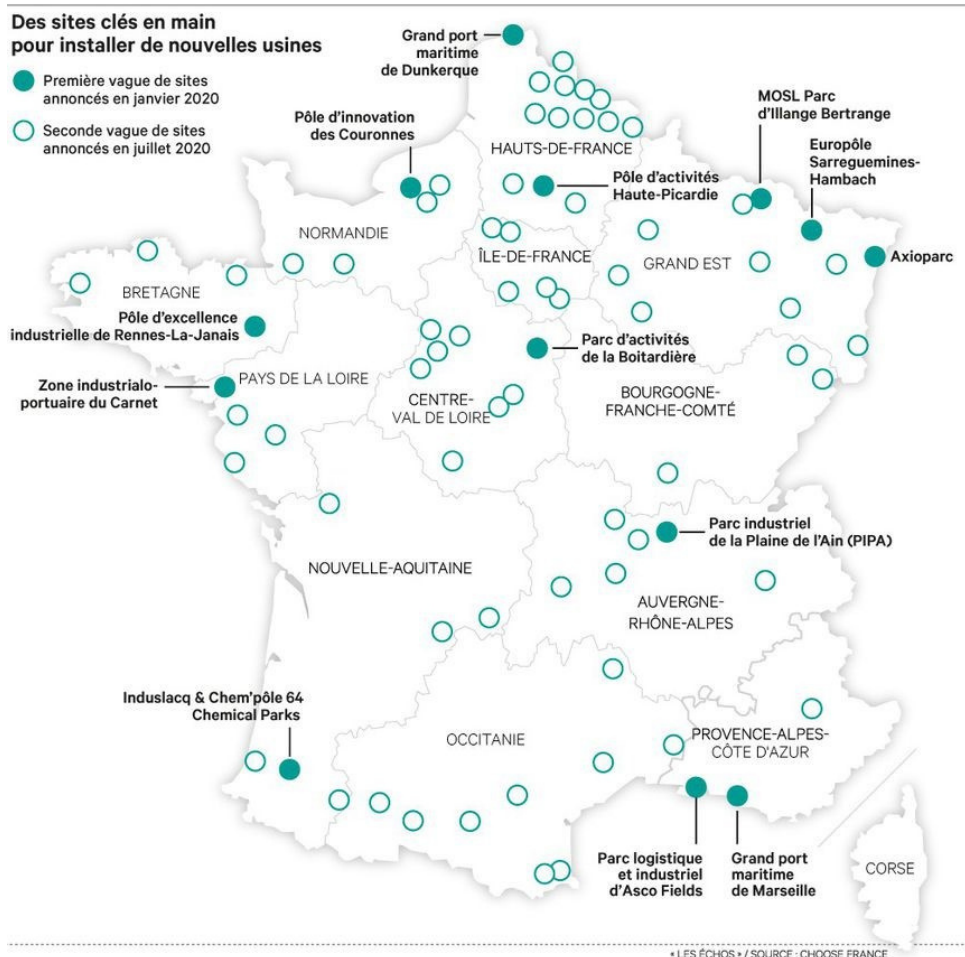 Des sites clés en main
pour installer de nouvelles usines
Première vague de sites
annoncés en janvier 2020
Seconde vague de sites
annoncés en juillet 2020
Grand port
maritime
de Dunkerque
Pôle d'innovation
des Couronnes
MOSL Parc
d'Illange Bertrange
Europôle
Sarreguemines-
Hambach
HAUTS-DE-FRANCE
Pôle d'activités
Haute-Picardie
NORMANDIE
ÎLE-DE-FRANCE
GRAND EST
Axioparc
BRETAGNE
Pôle d'excellence
industrielle de Rennes-La-Janais
Parc d'activités
de la Boitardière
Zone industrialo-
portuaire du Carnet
PAYS DE LA LOIRE
CENTRE-
VAL DE LOIRE
BOURGOGNE-
FRANCHE-COMTÉ
Parc industriel
de la Plaine de l'Ain (PIPA)
NOUVELLE-AQUITAINE
AUVERGNE-
RHÔNE-ALPES
Induslacq & Chem'pôle 64
Chemical Parks
OCCITANIE
PROVENCE-ALPES-
CÔTE D'AZUR
Parc logistique
et industriel
d'Asco Fields
Grand port
maritime
de Marseille
CORSE
« LES ÉCHOS » / SOURCE : CHOOSE FRANCE